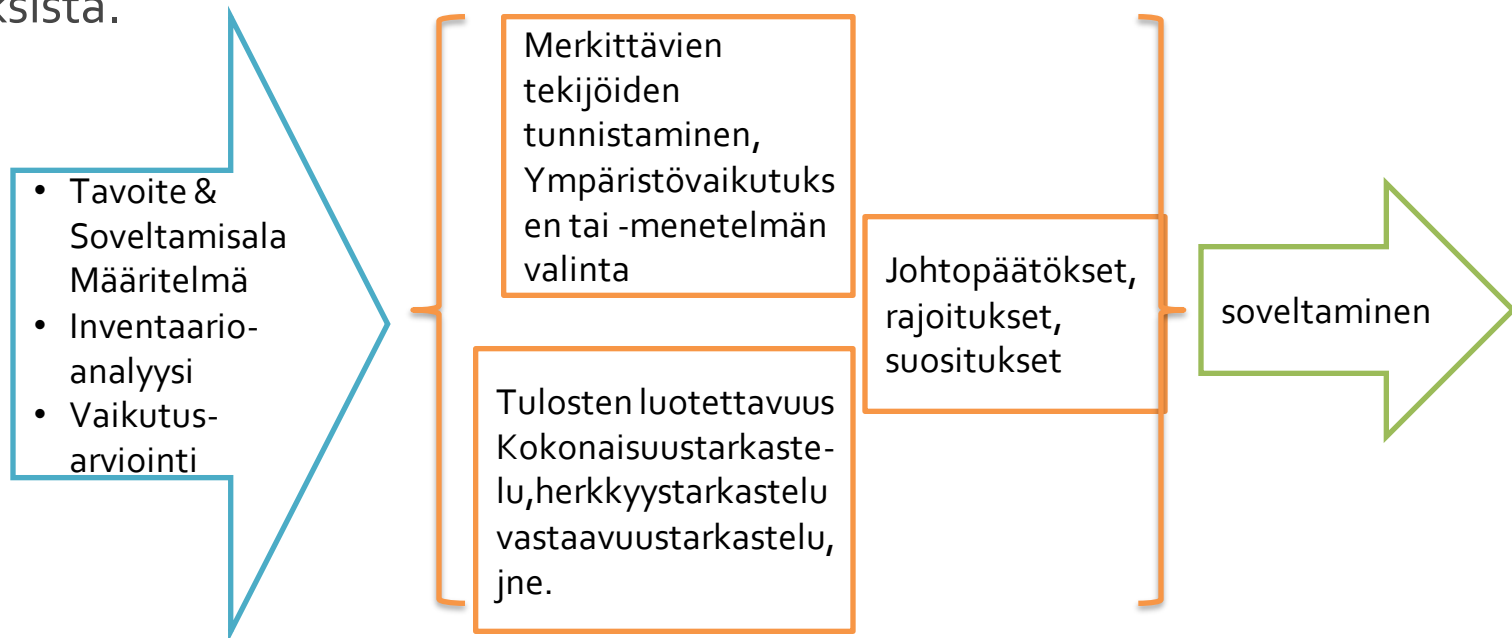 ksista.
• Tavoite &
Soveltamisala
Määritelmä
• Inventaario-
analyysi
• Vaikutus-
arviointi
Merkittävien
tekijöiden
tunnistaminen,
Ympäristövaikutuks
en tai -menetelmän
valinta
Tulosten luotettavuus
Kokonaisuustarkaste-
lu,herkkyystarkastelu
vastaavuustarkastelu,
jne.
Johtopäätökset,
rajoitukset,
suositukset
soveltaminen